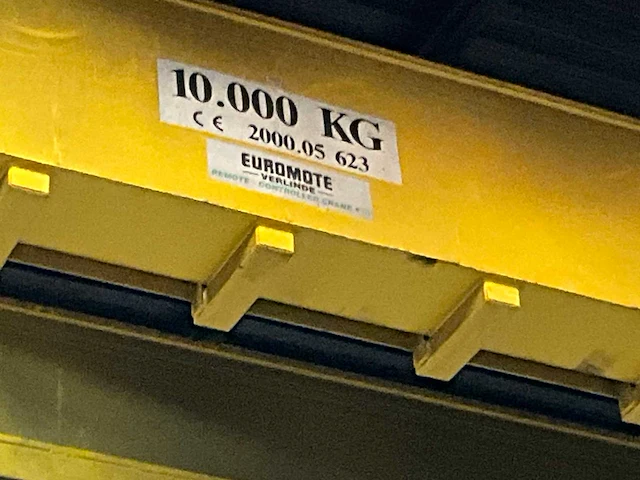 10.000 KG
CE 2000.05 623
EUROMOTE
VERLINDE
REMOTE - CONTROLLED CRANE